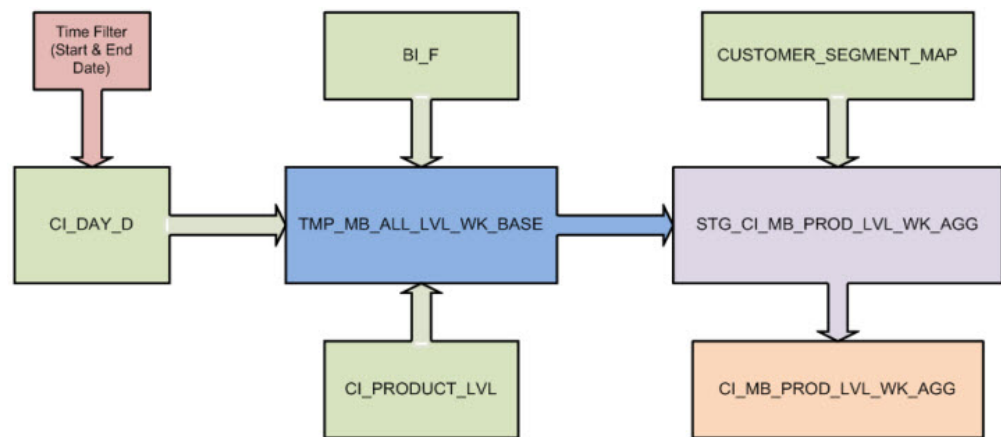 Time Filter
(Start & End
Date)
BI_F
CUSTOMER_SEGMENT_MAP
CI_DAY_D
TMP_MB_ALL_LVL_WK_BASE
STG_CI_MB_PROD_LVL_WK_AGG
CI_PRODUCT_LVL
CI_MB_PROD_LVL_WK_AGG